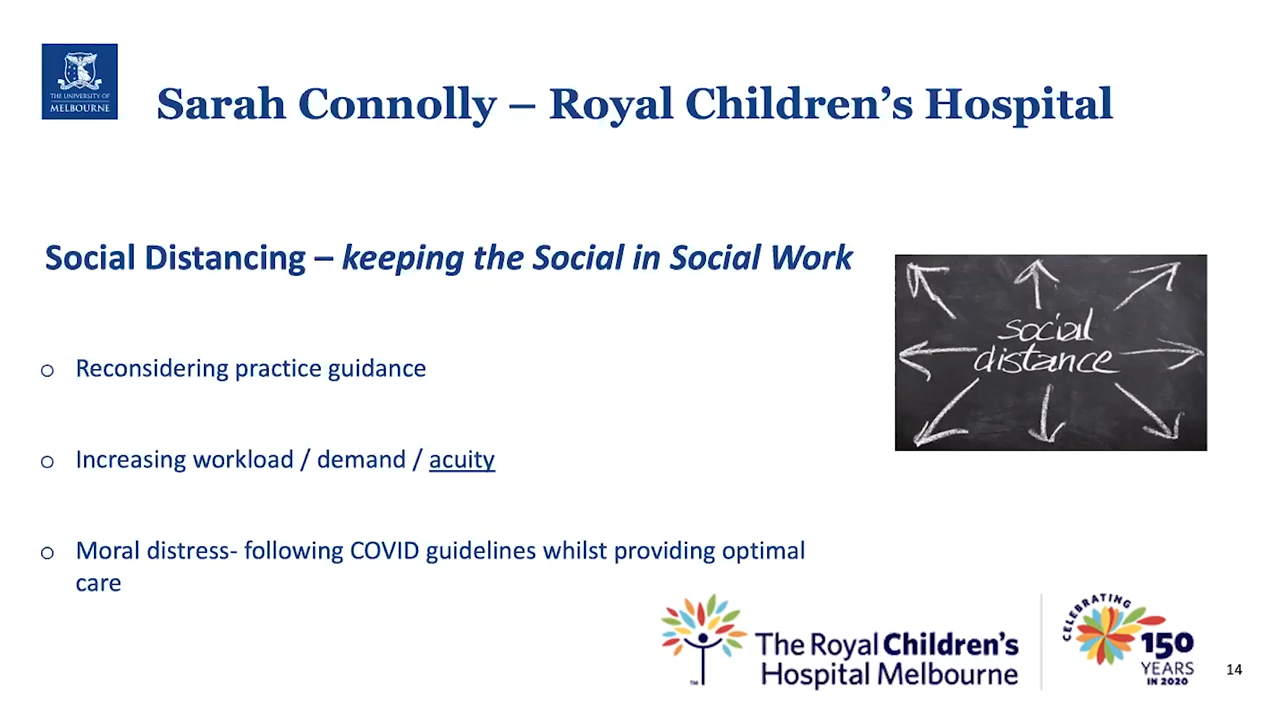 THE UNIVERSITY OF
MELBOURNE
Sarah Connolly – Royal Children’s Hospital
Social Distancing – keeping the Social in Social Work
social
distance
o Reconsidering practice guidance
o Increasing workload / demand / acuity
o Moral distress- following COVID guidelines whilst providing optimal
care
The Royal Children's
Hospital Melbourne
TM
CELEBRATING
150
YEARS
IN 2020
14